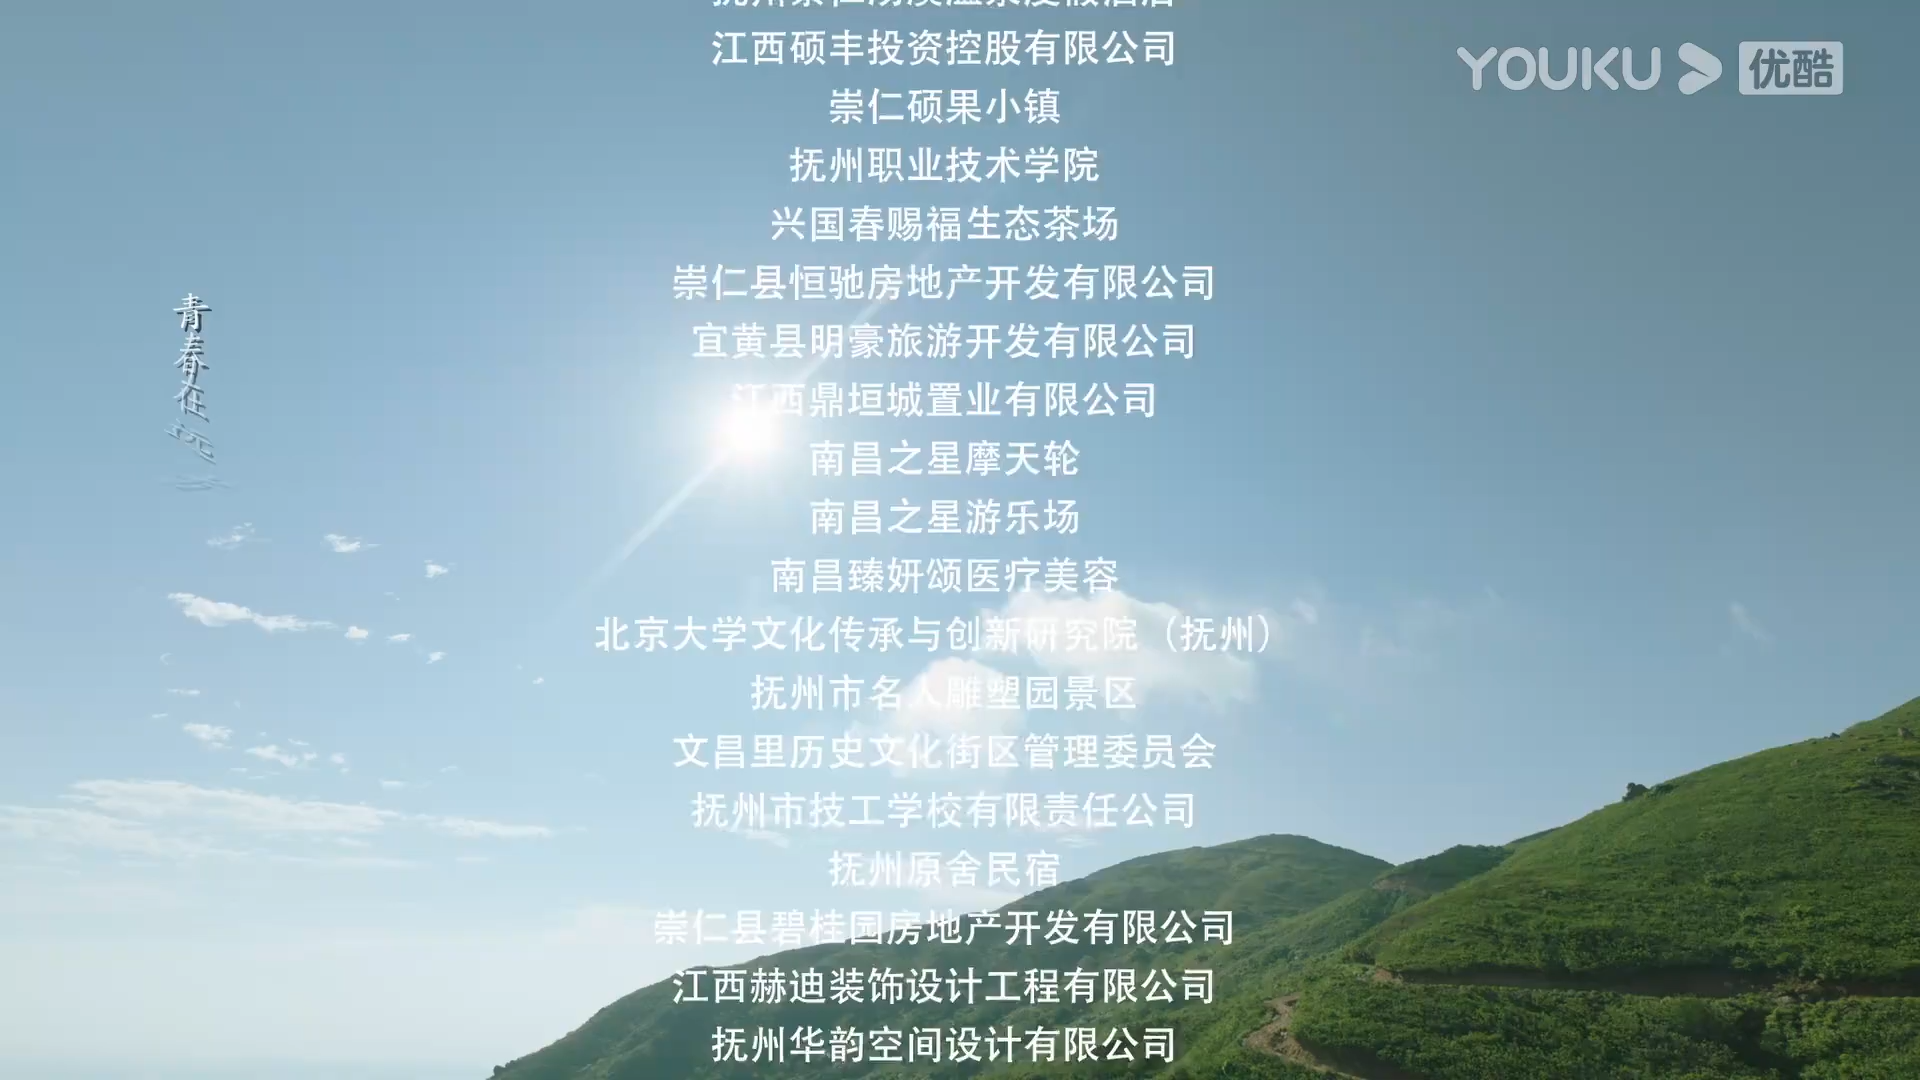 江西硕丰投资控股有限公司
YOUKU 优酷
崇仁硕果小镇
抚州职业技术学院
兴国春赐福生态茶场
崇仁县恒驰房地产开发有限公司
青春在
宜黄县明豪旅游开发有限公司
江西鼎垣城置业有限公司
南昌之星摩天轮
南昌之星游乐场
南昌臻妍颂医疗美容
北京大学文化传承与创新研究院（抚州）
抚州市名人雕塑园景区
文昌里历史文化街区管理委员会
抚州市技工学校有限责任公司
抚州原舍民宿
崇仁县碧桂园房地产开发有限公司
江西赫迪装饰设计工程有限公司
抚州华韵空间设计有限公司